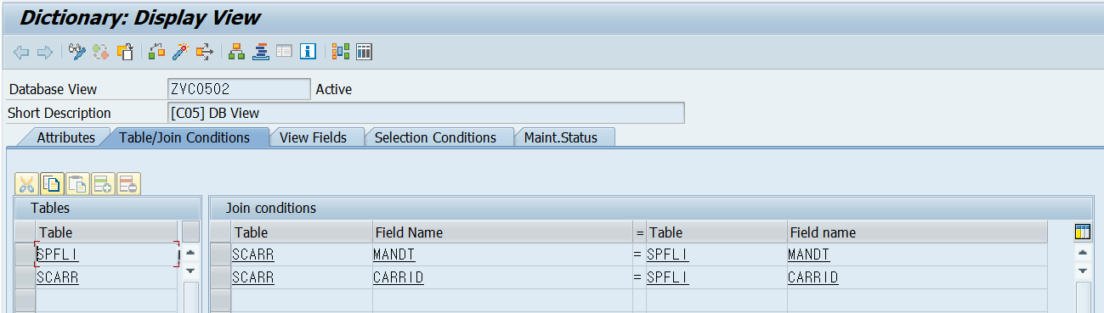 Dictionary: Display View
Database View ZVC0502 Active
Short Description [C05] DB View
Attributes Table/Join Conditions View Fields Selection Conditions Maint.Status
Tables Join conditions
Table Table Field Name = Table Field name
SPFLI SCARR MANDT = SPFLI MANDT
SCARR SCARR CARRID = SPFLI CARRID